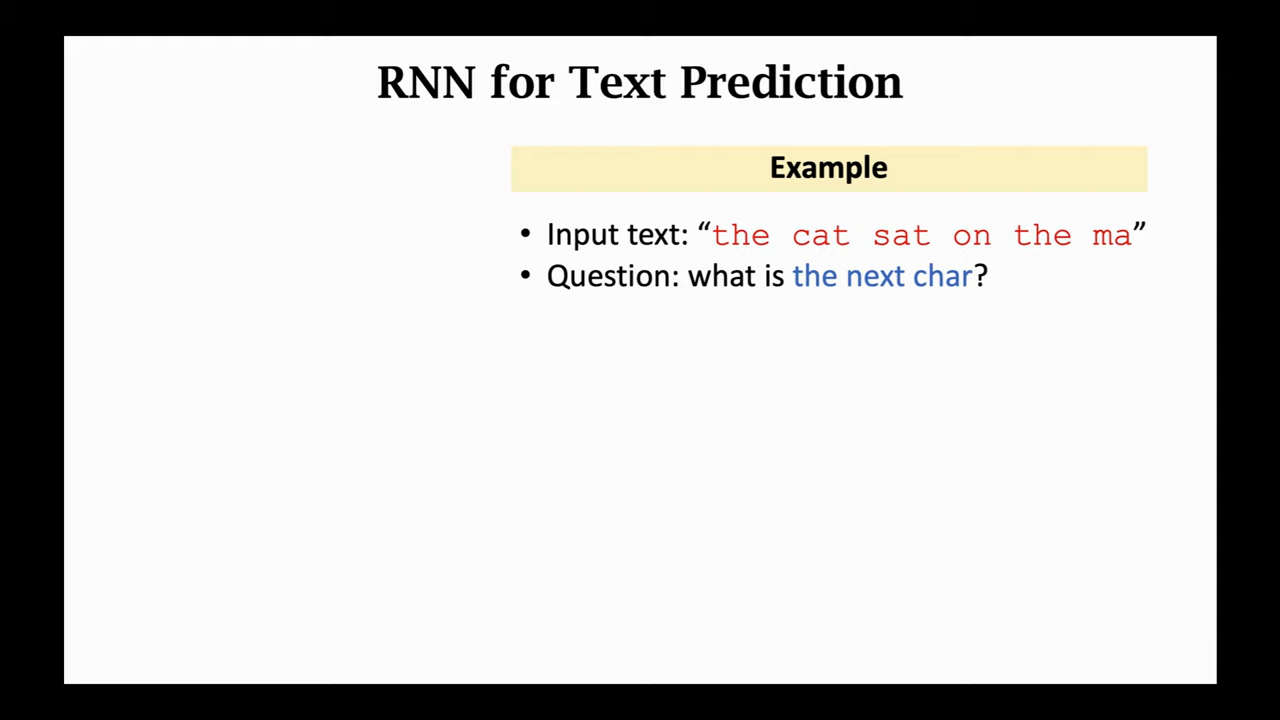 RNN for Text Prediction
Example
• Input text: “the cat sat on the ma”
• Question: what is the next char?